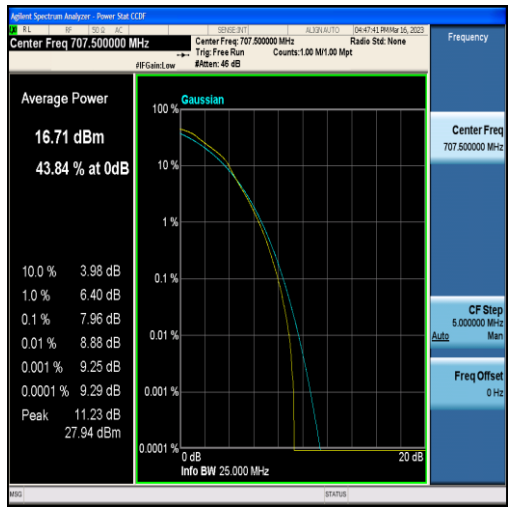 Agilent Spectrum Analyzer - Power Stat CCDF
RL RF 50 Ω AC SENSE:INT ALIGN AUTO 04:47:41 PM Mar 16, 2023
Center Freq 707.500000 MHz
Center Freq: 707.500000 MHz Radio Std: None
Trig: Free Run Counts:1.00 M/1.00 Mpt
#IFGain:Low #Atten: 46 dB
Frequency
Average Power
16.71 dBm
43.84 % at 0dB
10.0 % 3.98 dB
1.0 % 6.40 dB
0.1 % 7.96 dB
0.01 % 8.88 dB
0.001 % 9.25 dB
0.0001 % 9.29 dB
Peak 11.23 dB
27.94 dBm
Gaussian
100 %
10 %
1 %
0.1 %
0.01 %
0.001 %
0.0001 %
0 dB 20 dB
Info BW 25.000 MHz
Center Freq
707.500000 MHz
CF Step
5.000000 MHz
Auto Man
Freq Offset
0 Hz
MSG STATUS